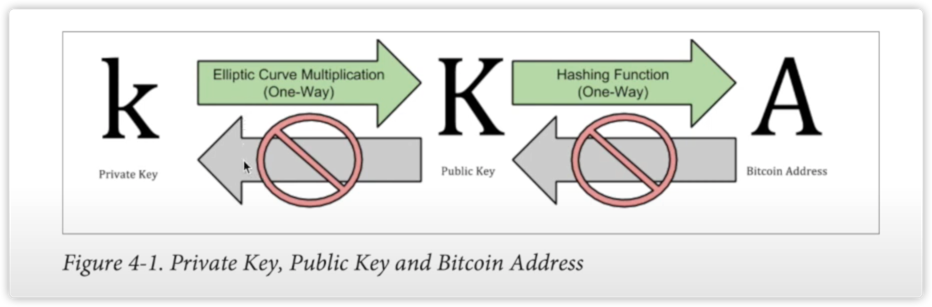 k
Elliptic Curve Multiplication
(One-Way)
K
Hashing Function
(One-Way)
A
Private Key
Public Key
Bitcoin Address
Figure 4-1. Private Key, Public Key and Bitcoin Address